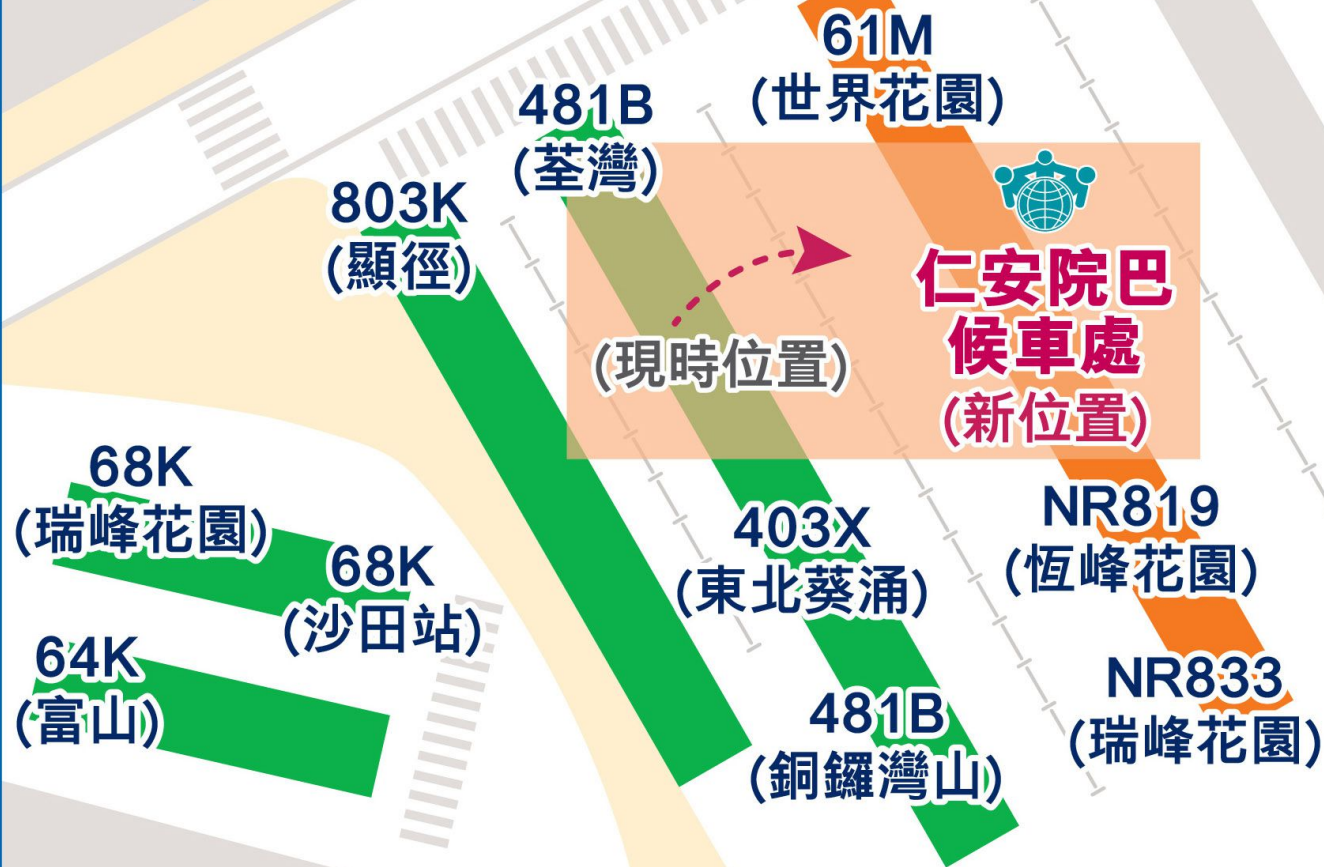 61M
(世界花園)
481B
(荃灣)
803K
(顯徑)
仁安院巴
候車處
(新位置)
(現時位置)
68K
(瑞峰花園)
68K
(沙田站)
64K
(富山)
403X
(東北葵涌)
481B
(銅鑼灣山)
NR819
(恆峰花園)
NR833
(瑞峰花園)